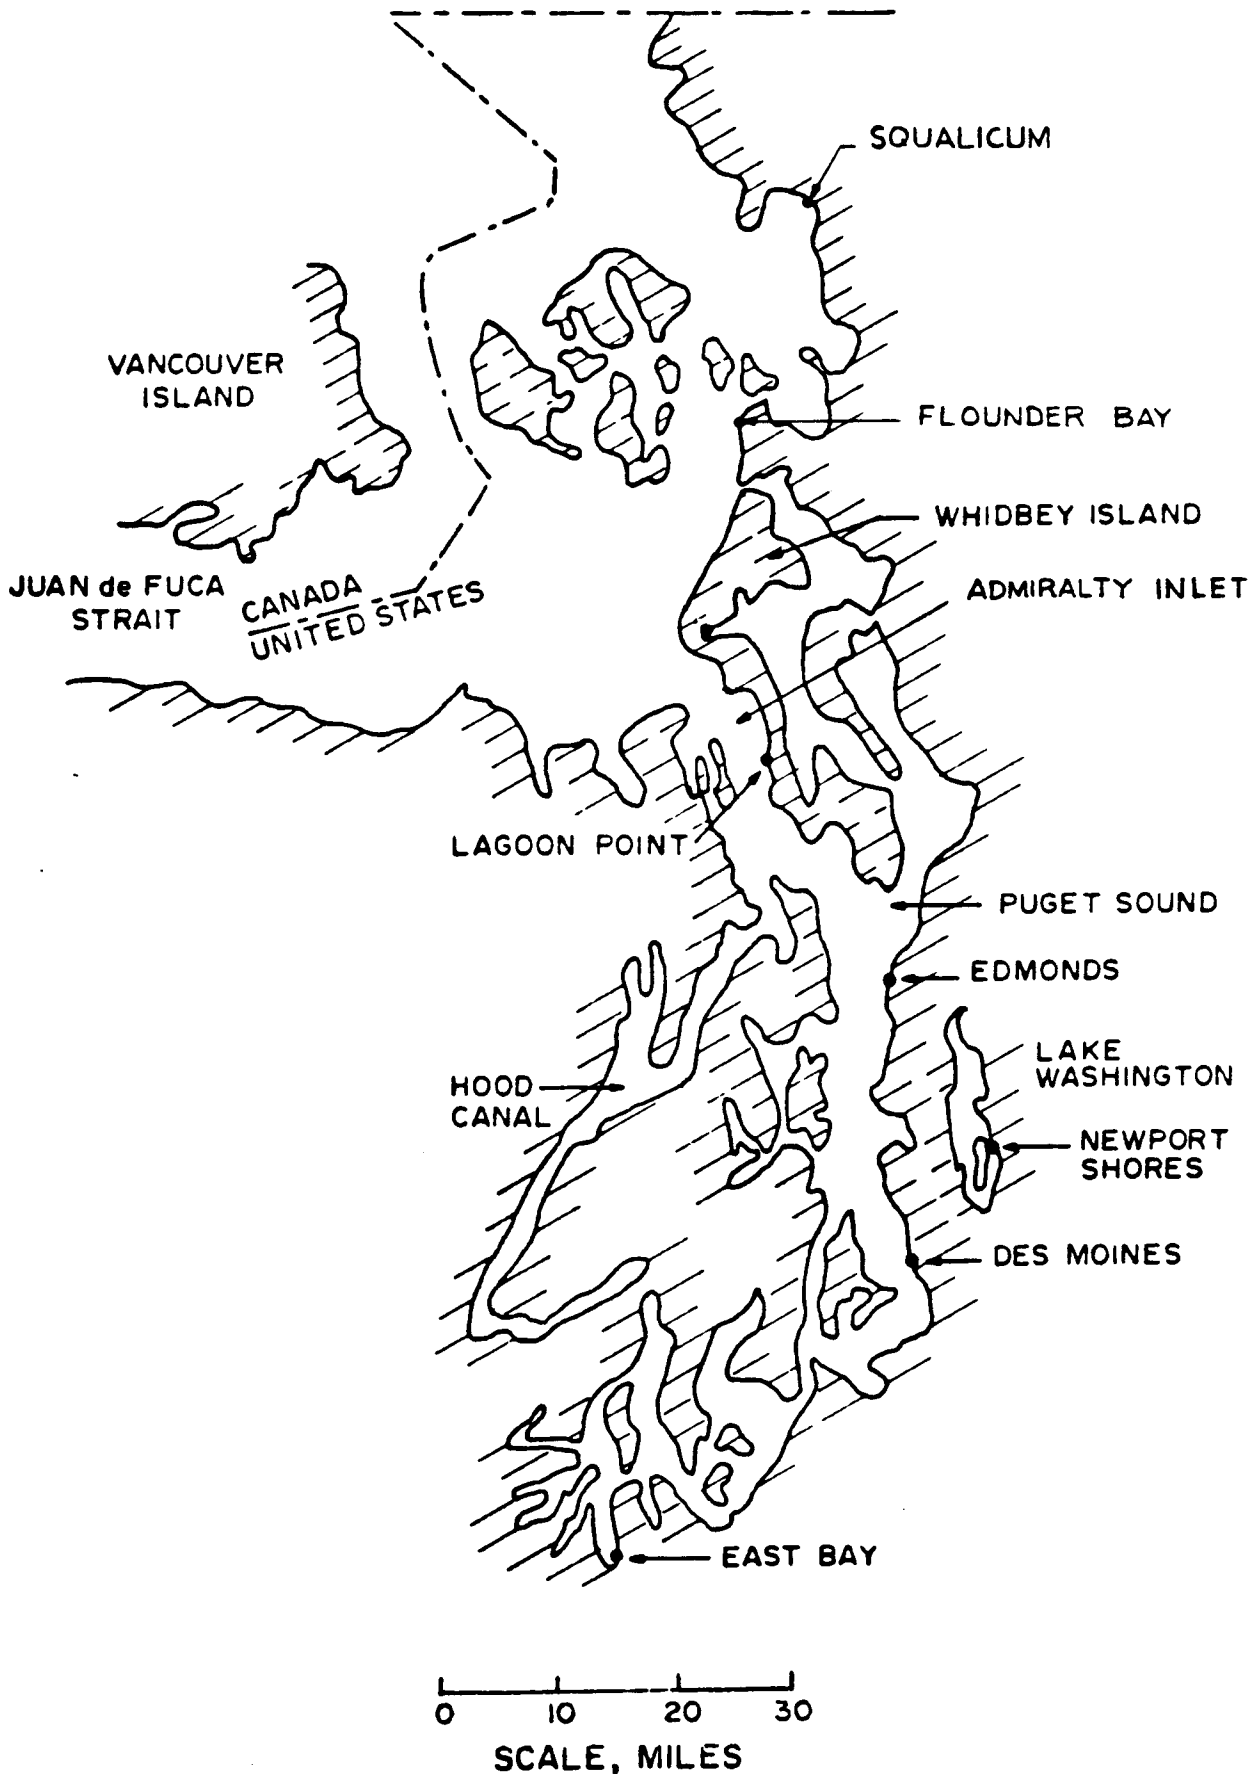 SQUALICUM
VANCOUVER
ISLAND
FLOUNDER BAY
WHIDBEY ISLAND
JUAN de FUCA
STRAIT
CANADA
UNITED STATES
ADMIRALTY INLET
LAGOON POINT
PUGET SOUND
EDMONDS
LAKE
WASHINGTON
HOOD
CANAL
NEWPORT
SHORES
DES MOINES
EAST BAY
0 10 20 30
SCALE, MILES